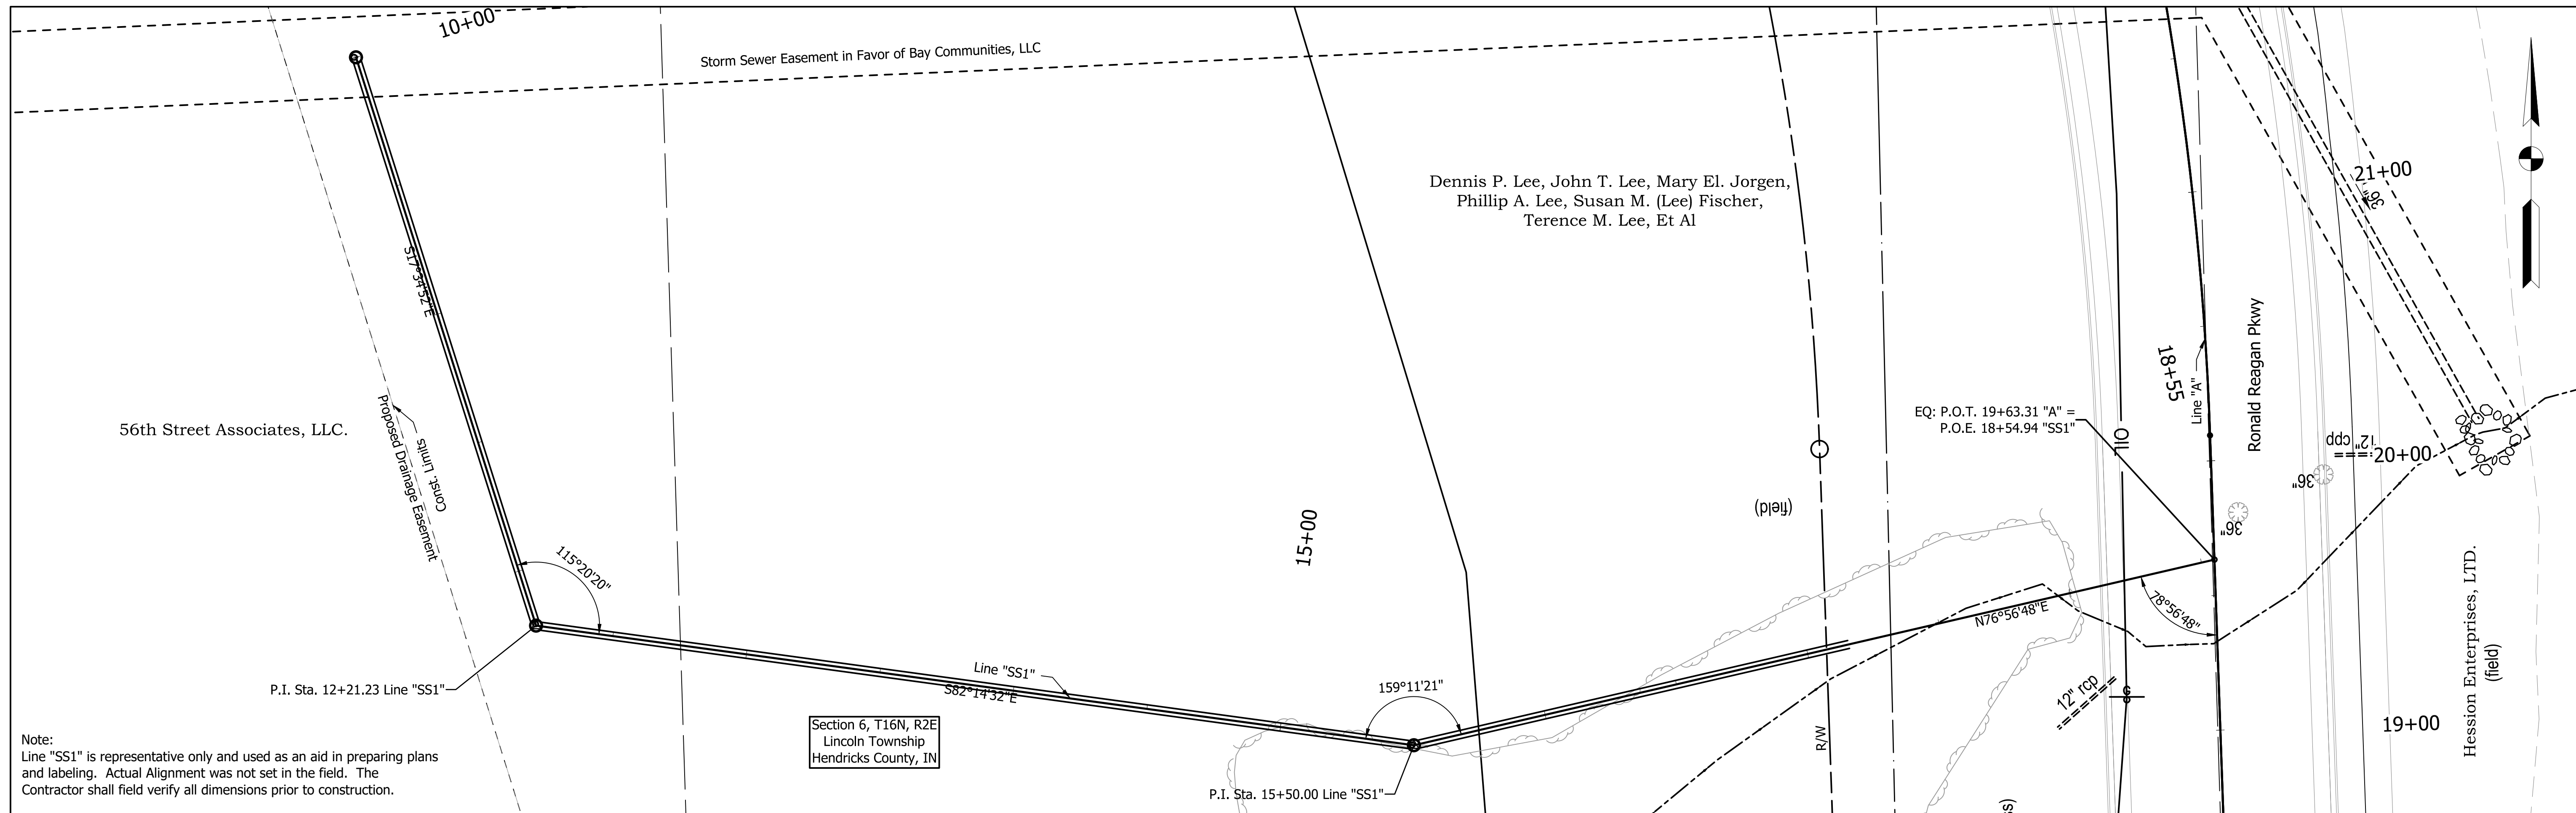 10+00
Storm Sewer Easement in Favor of Bay Communities, LLC
Dennis P. Lee, John T. Lee, Mary El. Jorgen,
Phillip A. Lee, Susan M. (Lee) Fischer,
Terence M. Lee, Et Al
21+00
36"
S17°34'52"E
Ronald Reagan Pkwy
18+55
Line "A"
56th Street Associates, LLC.
Proposed Drainage Easement
Const. Limits
EQ: P.O.T. 19+63.31 "A" =
P.O.E. 18+54.94 "SS1"
OIL
12" cpp
20+00
36"
36"
(field)
15+00
115°20'20"
N76°56'48"E
78°56'48"
Hession Enterprises, LTD.
(field)
P.I. Sta. 12+21.23 Line "SS1"
Line "SS1"
S82°14'32"E
159°11'21"
12" rcp
G
19+00
R/W
Section 6, T16N, R2E
Lincoln Township
Hendricks County, IN
Note:
Line "SS1" is representative only and used as an aid in preparing plans
and labeling. Actual Alignment was not set in the field. The
Contractor shall field verify all dimensions prior to construction.
P.I. Sta. 15+50.00 Line "SS1"